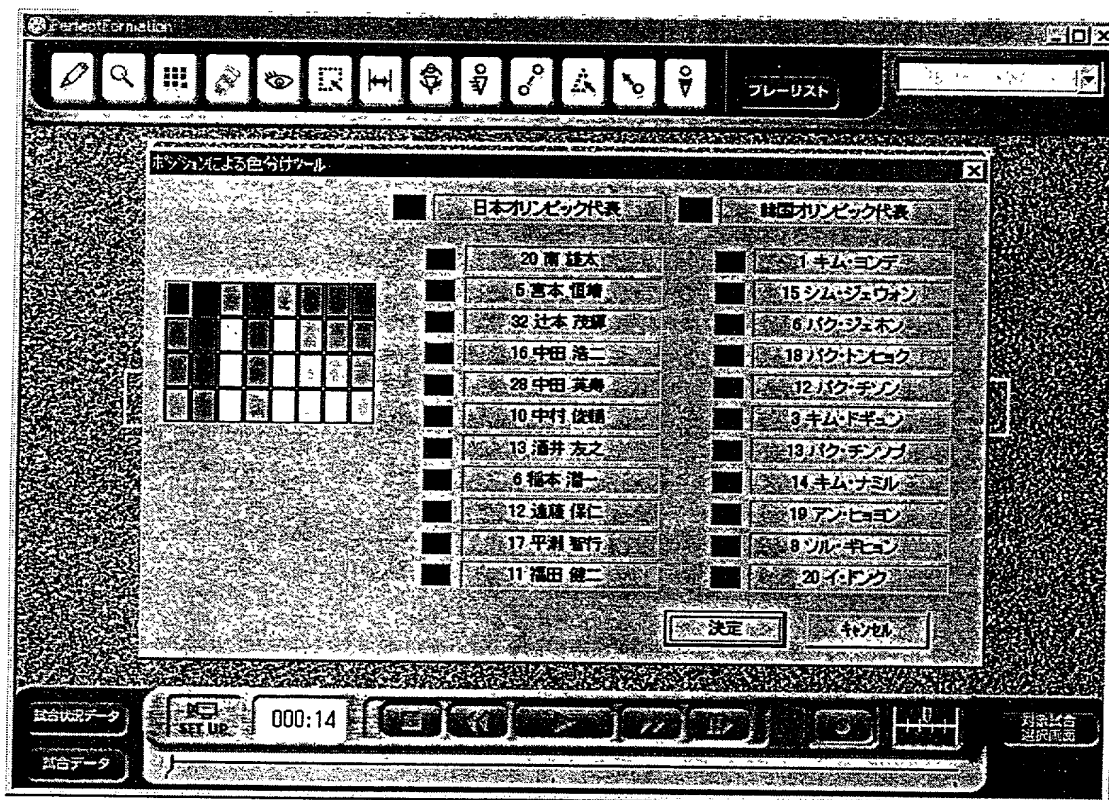 PerfectFormation
プレーリスト
ポジションによる色分けツール
日本オリンピック代表
韓国オリンピック代表
20 南 雄太
1 キム・ヨンデ
5 宮本 恒靖
15 シム・ジェウォン
32 辻本 茂輝
6 パク・ジェホン
16 中田 浩二
18 パク・トンヒョク
28 中田 英寿
12 パク・チソン
10 中村 俊輔
3 キム・ドギュン
13 酒井 友之
13 パク・チンソプ
6 稲本 潤一
14 キム・ナミル
12 遠藤 保仁
19 アン・ヒョヨン
17 平瀬 智行
8 ソル・ギヒョン
11 福田 健二
20 イ・ドンク
決定
キャンセル
試合状況データ
SET UP
000:14
対象試合
選択画面
試合データ